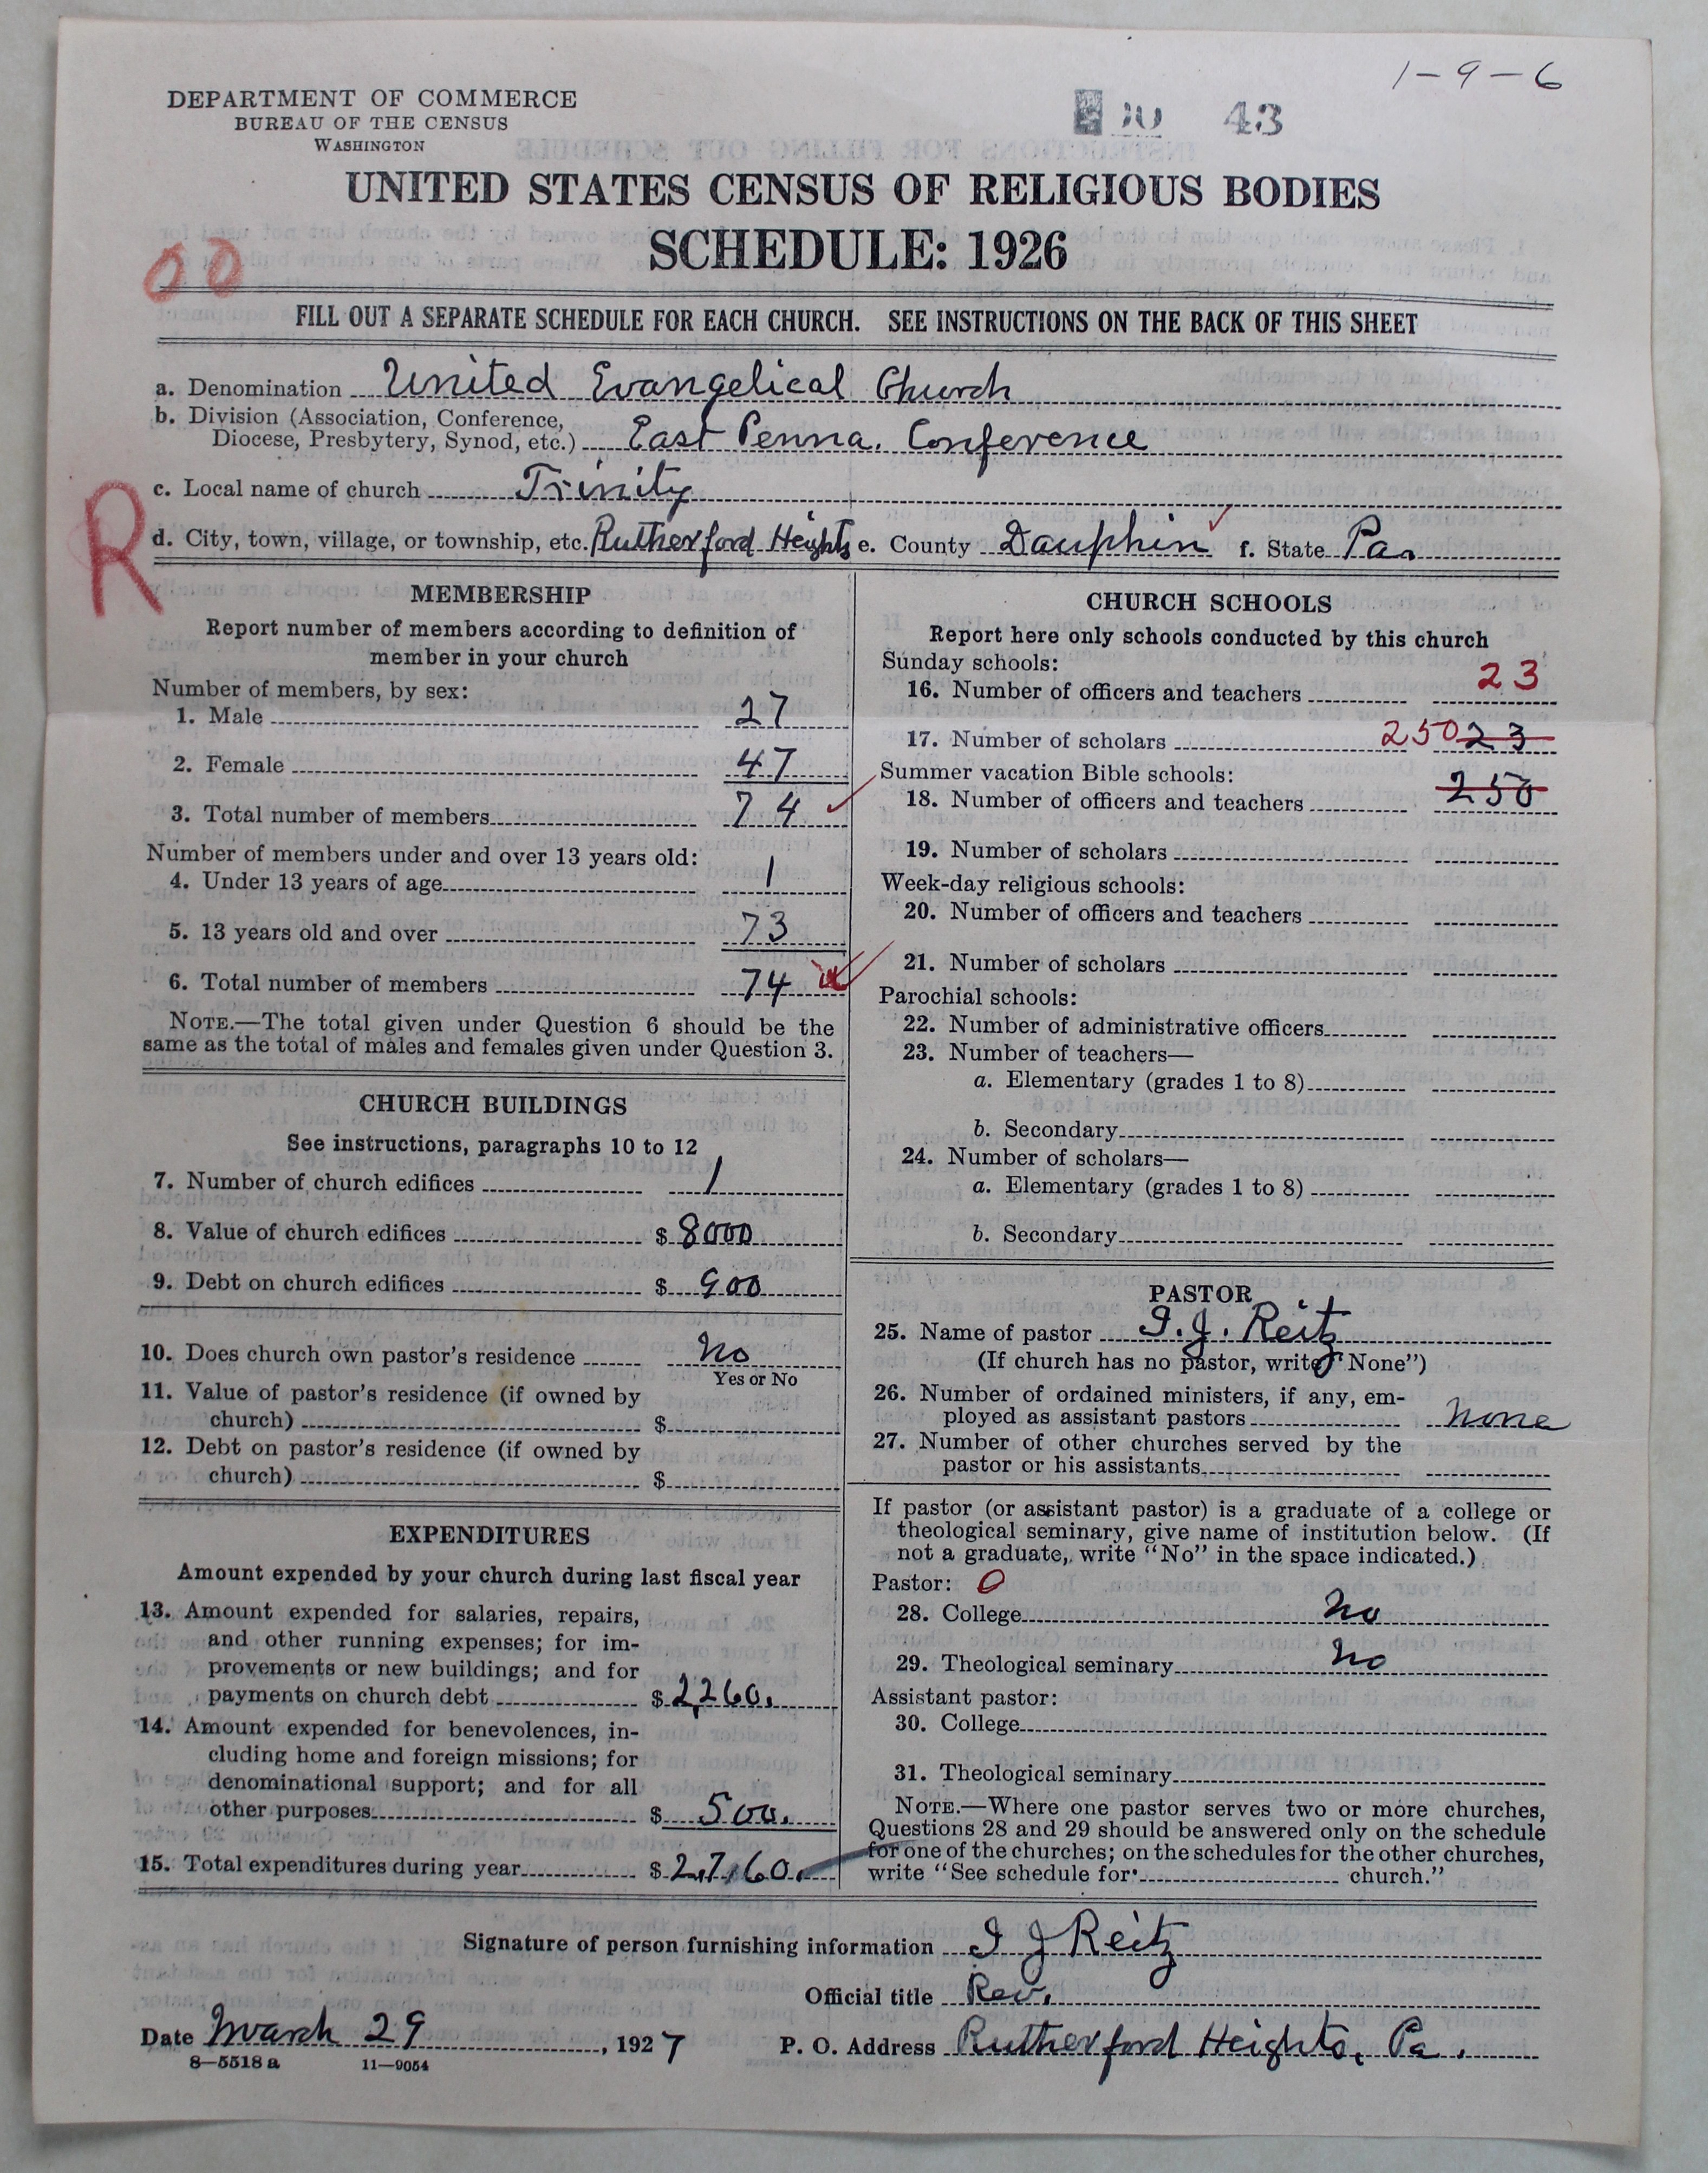 1-9-6
DEPARTMENT OF COMMERCE
BUREAU OF THE CENSUS
WASHINGTON
43
UNITED STATES CENSUS OF RELIGIOUS BODIES
SCHEDULE: 1926
00
FILL OUT A SEPARATE SCHEDULE FOR EACH CHURCH. SEE INSTRUCTIONS ON THE BACK OF THIS SHEET
a. Denomination United Evangelical Church
b. Division (Association, Conference,
Diocese, Presbytery, Synod, etc.) East Penna. Conference
c. Local name of church Trinity
R
d. City, town, village, or township, etc. Rutherford Heights e. County Dauphin f. State Pa.
MEMBERSHIP
Report number of members according to definition of
member in your church
Number of members, by sex:
1. Male 27
2. Female 47
3. Total number of members 74
Number of members under and over 13 years old:
4. Under 13 years of age 1
5. 13 years old and over 73
6. Total number of members 74
NOTE.—The total given under Question 6 should be the
same as the total of males and females given under Question 3.
CHURCH BUILDINGS
See instructions, paragraphs 10 to 12
7. Number of church edifices 1
8. Value of church edifices $ 8000
9. Debt on church edifices $ 900
10. Does church own pastor's residence No
Yes or No
11. Value of pastor's residence (if owned by
church) $
12. Debt on pastor's residence (if owned by
church) $
EXPENDITURES
Amount expended by your church during last fiscal year
13. Amount expended for salaries, repairs,
and other running expenses; for im-
provements or new buildings; and for
payments on church debt $ 2,260.
14. Amount expended for benevolences, in-
cluding home and foreign missions; for
denominational support; and for all
other purposes $ 500.
15. Total expenditures during year $ 2,760.
CHURCH SCHOOLS
Report here only schools conducted by this church
Sunday schools:
16. Number of officers and teachers 23
17. Number of scholars 250 23
Summer vacation Bible schools:
18. Number of officers and teachers 250
19. Number of scholars
Week-day religious schools:
20. Number of officers and teachers
21. Number of scholars
Parochial schools:
22. Number of administrative officers
23. Number of teachers—
a. Elementary (grades 1 to 8)
b. Secondary
24. Number of scholars—
a. Elementary (grades 1 to 8)
b. Secondary
PASTOR
25. Name of pastor I. J. Reitz
(If church has no pastor, write "None")
26. Number of ordained ministers, if any, em-
ployed as assistant pastors None
27. Number of other churches served by the
pastor or his assistants
If pastor (or assistant pastor) is a graduate of a college or
theological seminary, give name of institution below. (If
not a graduate, write "No" in the space indicated.)
Pastor: 0
28. College No
29. Theological seminary No
Assistant pastor:
30. College
31. Theological seminary
NOTE.—Where one pastor serves two or more churches,
Questions 28 and 29 should be answered only on the schedule
for one of the churches; on the schedules for the other churches,
write "See schedule for church."
Signature of person furnishing information I J Reitz
Official title Rev.
Date March 29, 1927 P. O. Address Rutherford Heights, Pa.
8—5518 a 11—9054